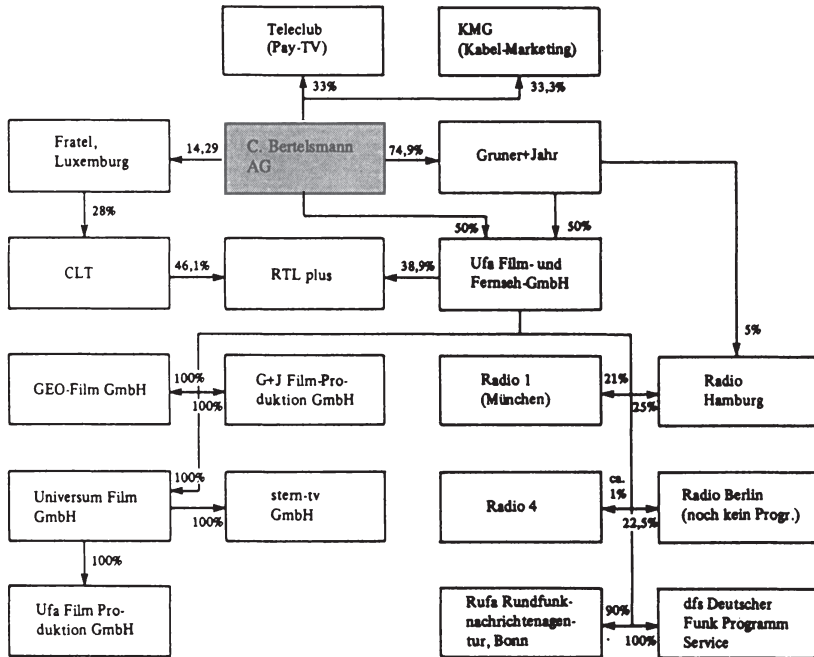 Teleclub
(Pay-TV)
KMG
(Kabel-Marketing)
33%
33,3%
Fratel,
Luxemburg
14,29
C. Bertelsmann
AG
74,9%
Gruner+Jahr
28%
50%
50%
CLT
46,1%
RTL plus
38,9%
Ufa Film- und
Fernseh-GmbH
5%
GEO-Film GmbH
100%
100%
G+J Film-Pro-
duktion GmbH
Radio 1
(München)
21%
25%
Radio
Hamburg
100%
Universum Film
GmbH
100%
stern-tv
GmbH
Radio 4
ca.
1%
22,5%
Radio Berlin
(noch kein Progr.)
100%
Ufa Film Pro-
duktion GmbH
Rufa Rundfunk-
nachrichtenagen-
tur, Bonn
90%
100%
dfs Deutscher
Funk Programm
Service